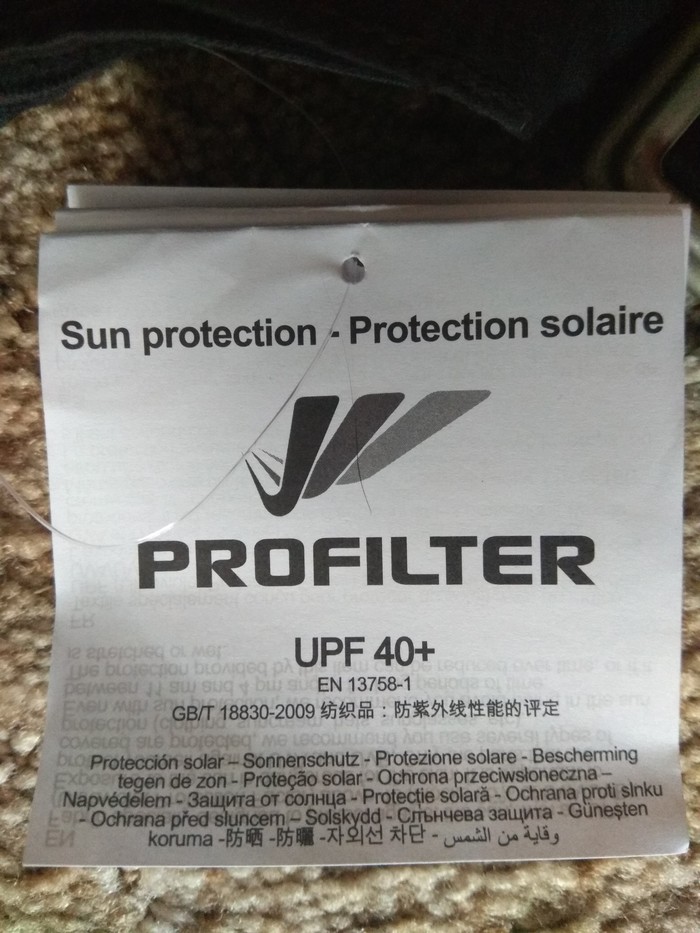 Sun protection - Protection solaire
PROFILTER
UPF 40+
EN 13758-1
GB/T 18830-2009 纺织品：防紫外线性能的评定
Protección solar – Sonnenschutz - Protezione solare - Bescherming
tegen de zon - Proteção solar - Ochrona przeciwsłoneczna –
Napvédelem - Защита от солнца - Protecție solară - Ochrana proti slnku
- Ochrana před sluncem – Solskydd - Слънчева защита - Güneşten
koruma -防晒 -防曬 -자외선 차단 - وقاية من الشمس